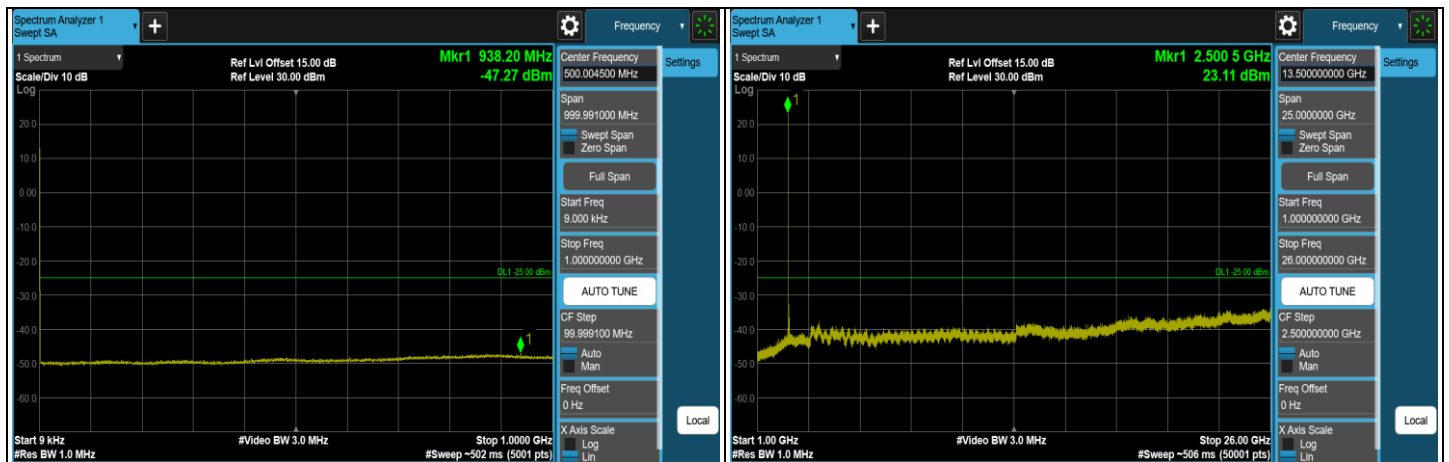 Spectrum Analyzer 1
Swept SA
+
Frequency
1 Spectrum
Ref Lvl Offset 15.00 dB
Mkr1 938.20 MHz
Scale/Div 10 dB
Ref Level 30.00 dBm
-47.27 dBm
Log
1
20.0
10.0
0.00
-10.0
-20.0
-30.0
-40.0
-50.0
-60.0
DL1 -25.00 dBm
Start 9 kHz
#Video BW 3.0 MHz
Stop 1.0000 GHz
#Res BW 1.0 MHz
#Sweep ~502 ms (5001 pts)
Center Frequency
500.004500 MHz
Settings
Span
999.991000 MHz
Swept Span
Zero Span
Full Span
Start Freq
9.000 kHz
Stop Freq
1.000000000 GHz
AUTO TUNE
CF Step
99.999100 MHz
Auto
Man
Freq Offset
0 Hz
X Axis Scale
Log
Lin
Local
Spectrum Analyzer 1
Swept SA
+
Frequency
1 Spectrum
Ref Lvl Offset 15.00 dB
Mkr1 2.500 5 GHz
Scale/Div 10 dB
Ref Level 30.00 dBm
23.11 dBm
Log
1
20.0
10.0
0.00
-10.0
-20.0
-30.0
-40.0
-50.0
-60.0
DL1 -25.00 dBm
Start 1.00 GHz
#Video BW 3.0 MHz
Stop 26.00 GHz
#Res BW 1.0 MHz
#Sweep ~506 ms (50001 pts)
Center Frequency
13.500000000 GHz
Settings
Span
25.0000000 GHz
Swept Span
Zero Span
Full Span
Start Freq
1.000000000 GHz
Stop Freq
26.000000000 GHz
AUTO TUNE
CF Step
2.500000000 GHz
Auto
Man
Freq Offset
0 Hz
X Axis Scale
Log
Lin
Local